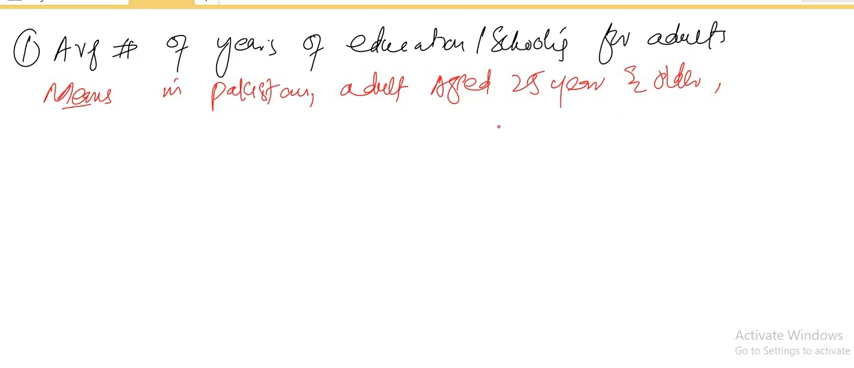 ① Avg # of years of education / Schooling for adults
Means in Pakistan, adult Aged 25 year & older,
Activate Windows
Go to Settings to activate